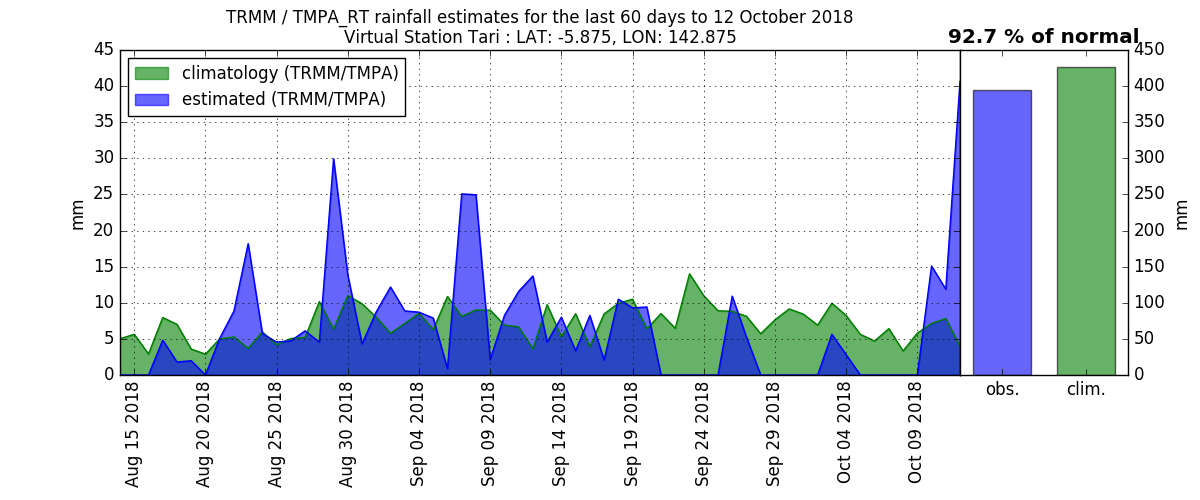 TRMM / TMPA_RT rainfall estimates for the last 60 days to 12 October 2018
Virtual Station Tari : LAT: -5.875, LON: 142.875
92.7 % of normal
climatology (TRMM/TMPA)
estimated (TRMM/TMPA)
45
40
35
30
25
20
15
10
5
0
mm
450
400
350
300
250
200
150
100
50
0
mm
Aug 15 2018
Aug 20 2018
Aug 25 2018
Aug 30 2018
Sep 04 2018
Sep 09 2018
Sep 14 2018
Sep 19 2018
Sep 24 2018
Sep 29 2018
Oct 04 2018
Oct 09 2018
obs.
clim.